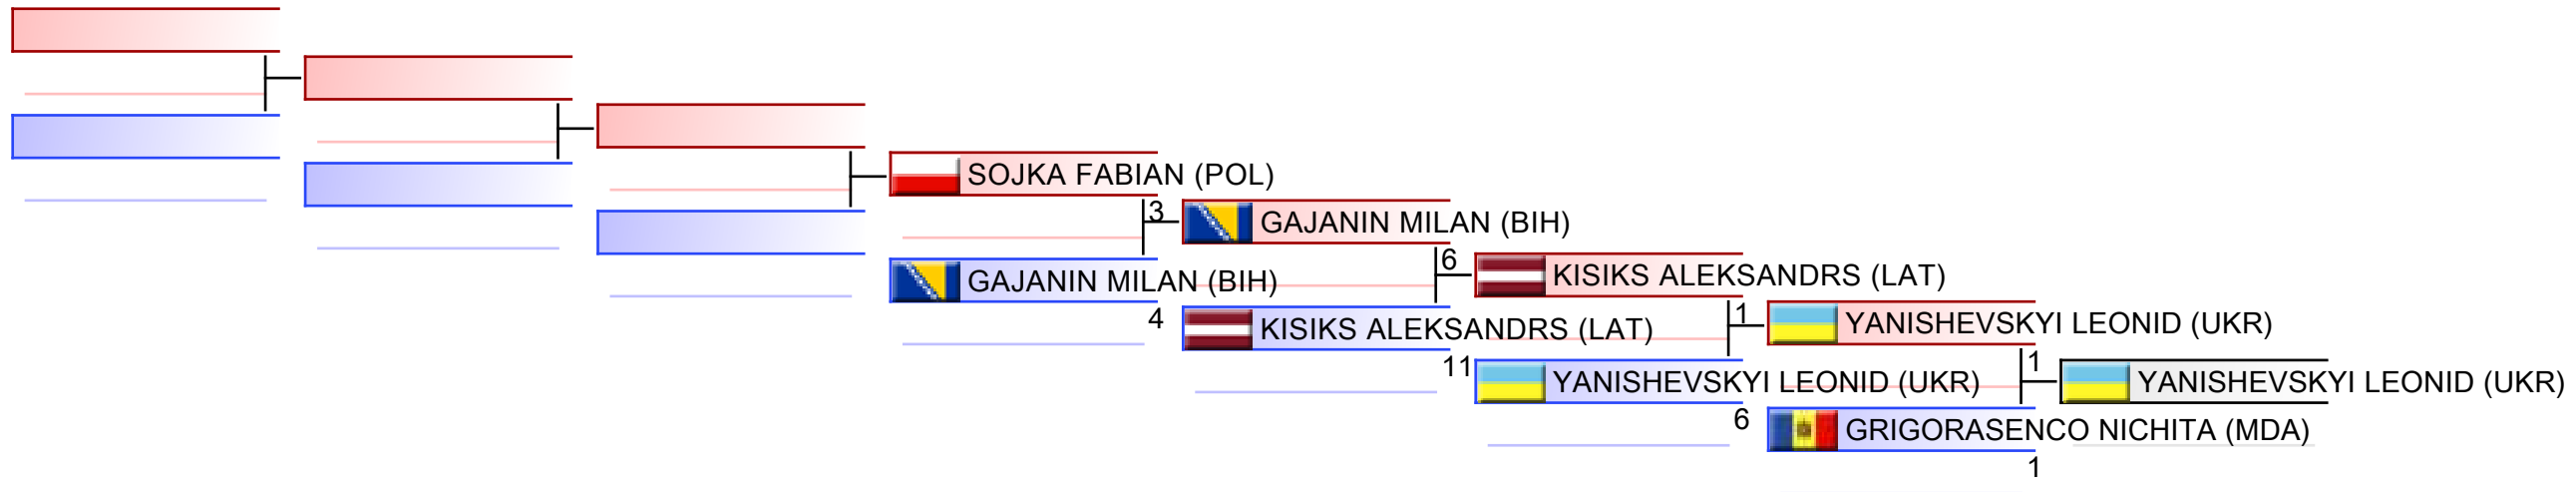 SOJKA FABIAN (POL)
3
GAJANIN MILAN (BIH)
GAJANIN MILAN (BIH)
4
6
KISIKS ALEKSANDRS (LAT)
KISIKS ALEKSANDRS (LAT)
11
1
YANISHEVSKYI LEONID (UKR)
YANISHEVSKYI LEONID (UKR)
6
1
YANISHEVSKYI LEONID (UKR)
GRIGORASENCO NICHITA (MDA)
1